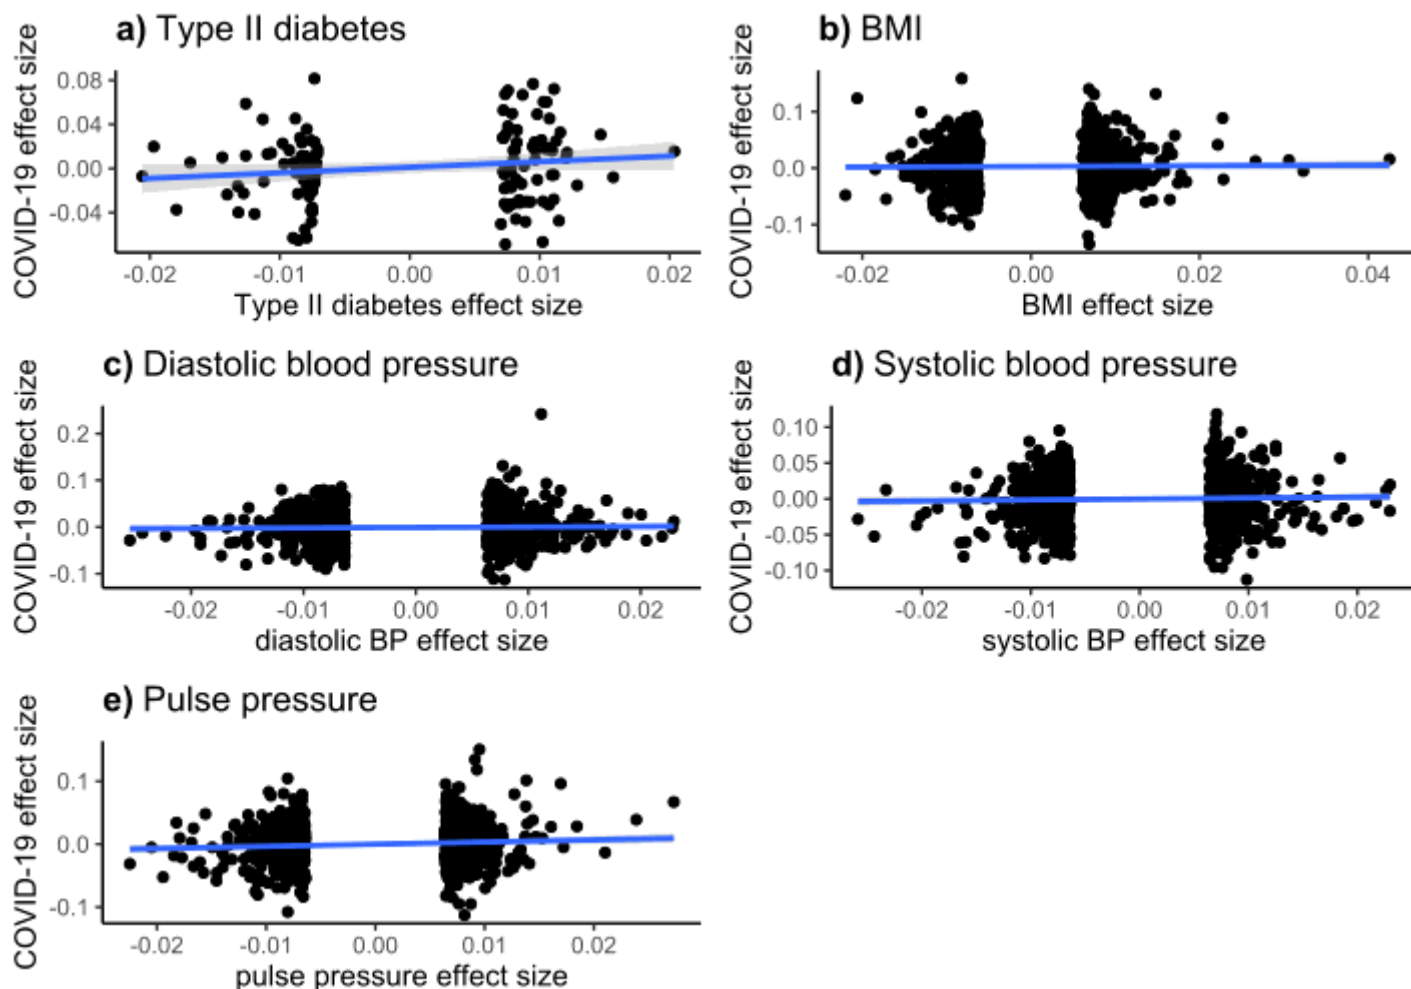 a) Type II diabetes
COVID-19 effect size
0.08
0.04
0.00
-0.04
-0.02
-0.01
0.00
0.01
0.02
Type II diabetes effect size
b) BMI
COVID-19 effect size
0.1
0.0
-0.1
-0.02
0.00
0.02
0.04
BMI effect size
c) Diastolic blood pressure
COVID-19 effect size
0.2
0.1
0.0
-0.1
-0.02
-0.01
0.00
0.01
0.02
diastolic BP effect size
d) Systolic blood pressure
COVID-19 effect size
0.10
0.05
0.00
-0.05
-0.10
-0.02
-0.01
0.00
0.01
0.02
systolic BP effect size
e) Pulse pressure
COVID-19 effect size
0.1
0.0
-0.1
-0.02
-0.01
0.00
0.01
0.02
pulse pressure effect size